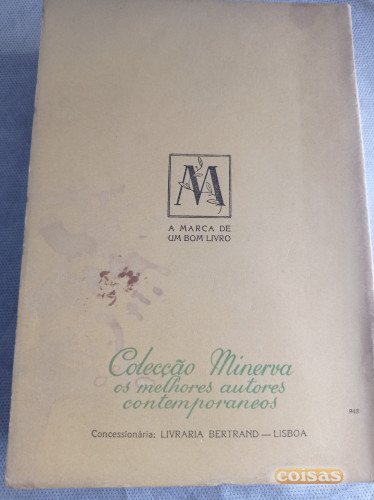 M
A MARCA DE
UM BOM LIVRO
Colecção Minerva
os melhores autores
contemporaneos
Concessionária: LIVRARIA BERTRAND — LISBOA
coisas